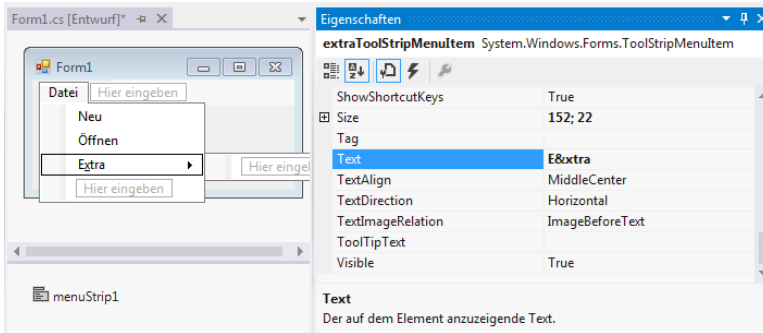 Form1.cs [Entwurf]*
Form1
Datei Hier eingeben
Neu
Öffnen
Extra
Hier eingeben
menuStrip1
Eigenschaften
extraToolStripMenuItem System.Windows.Forms.ToolStripMenuItem
ShowShortcutKeys True
Size 152; 22
Tag
Text E&xtra
TextAlign MiddleCenter
TextDirection Horizontal
TextImageRelation ImageBeforeText
ToolTipText
Visible True
Text
Der auf dem Element anzuzeigende Text.